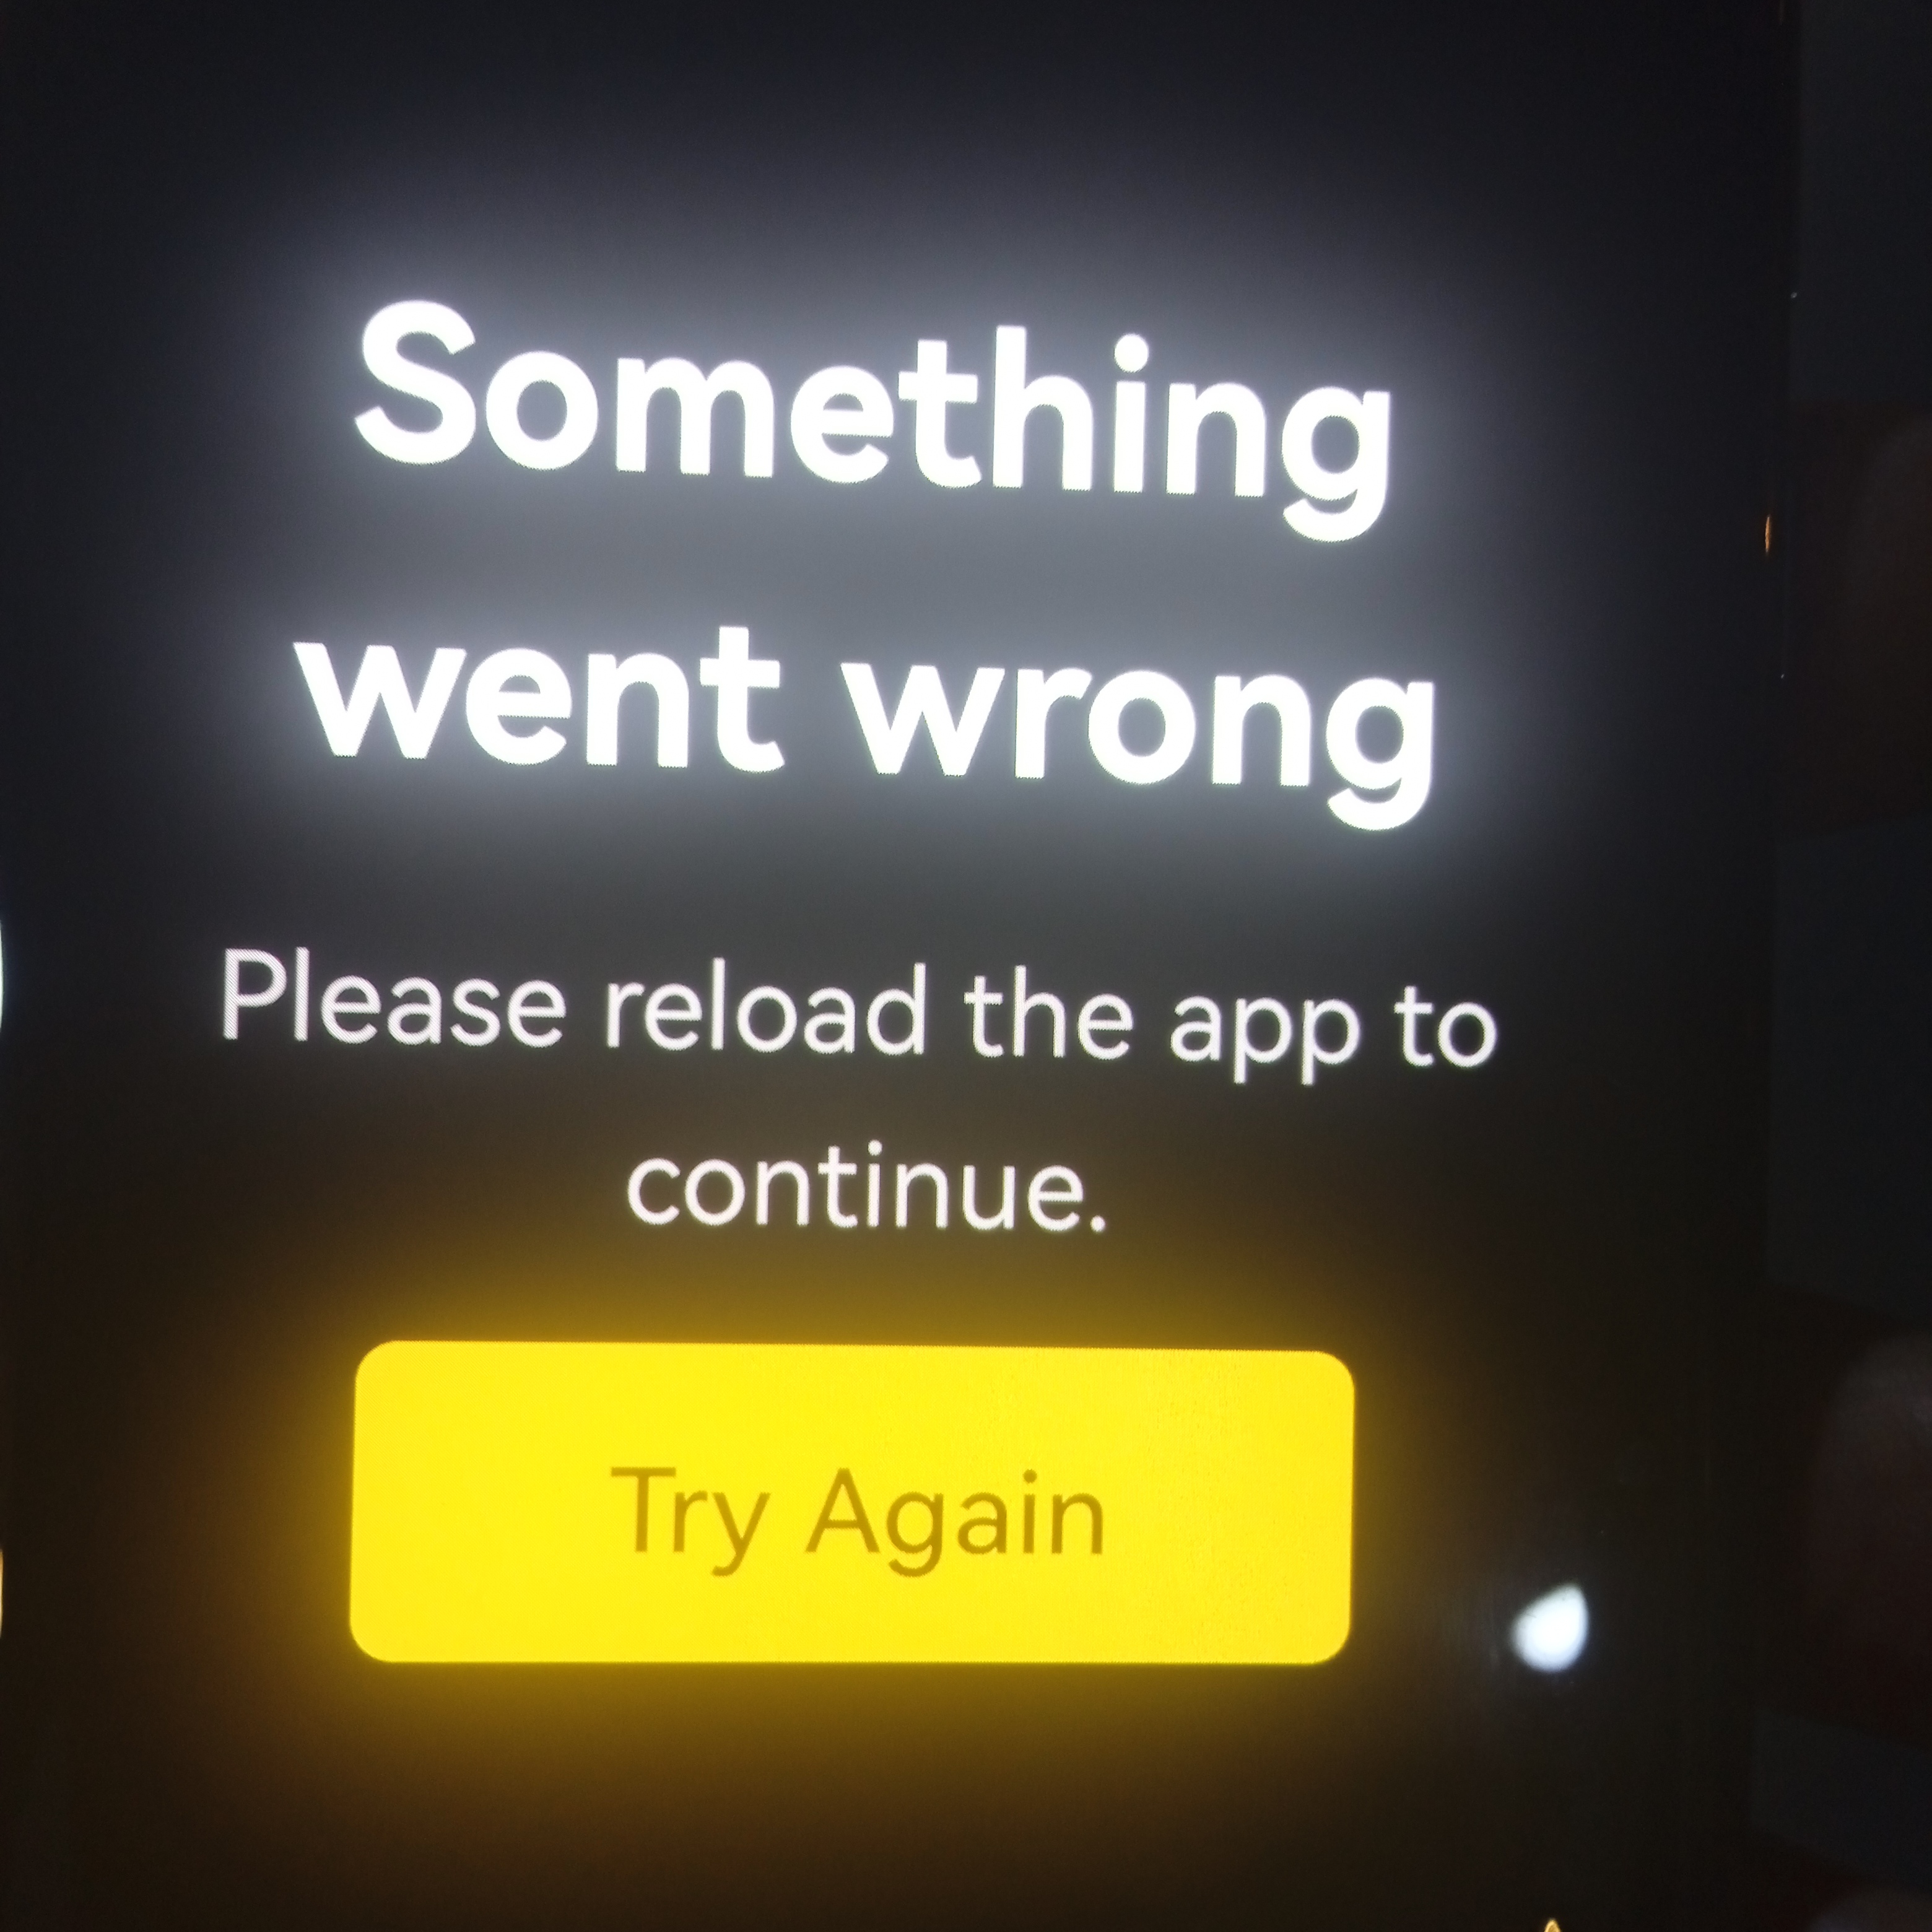 Something
went wrong
Please reload the app to
continue.
Try Again